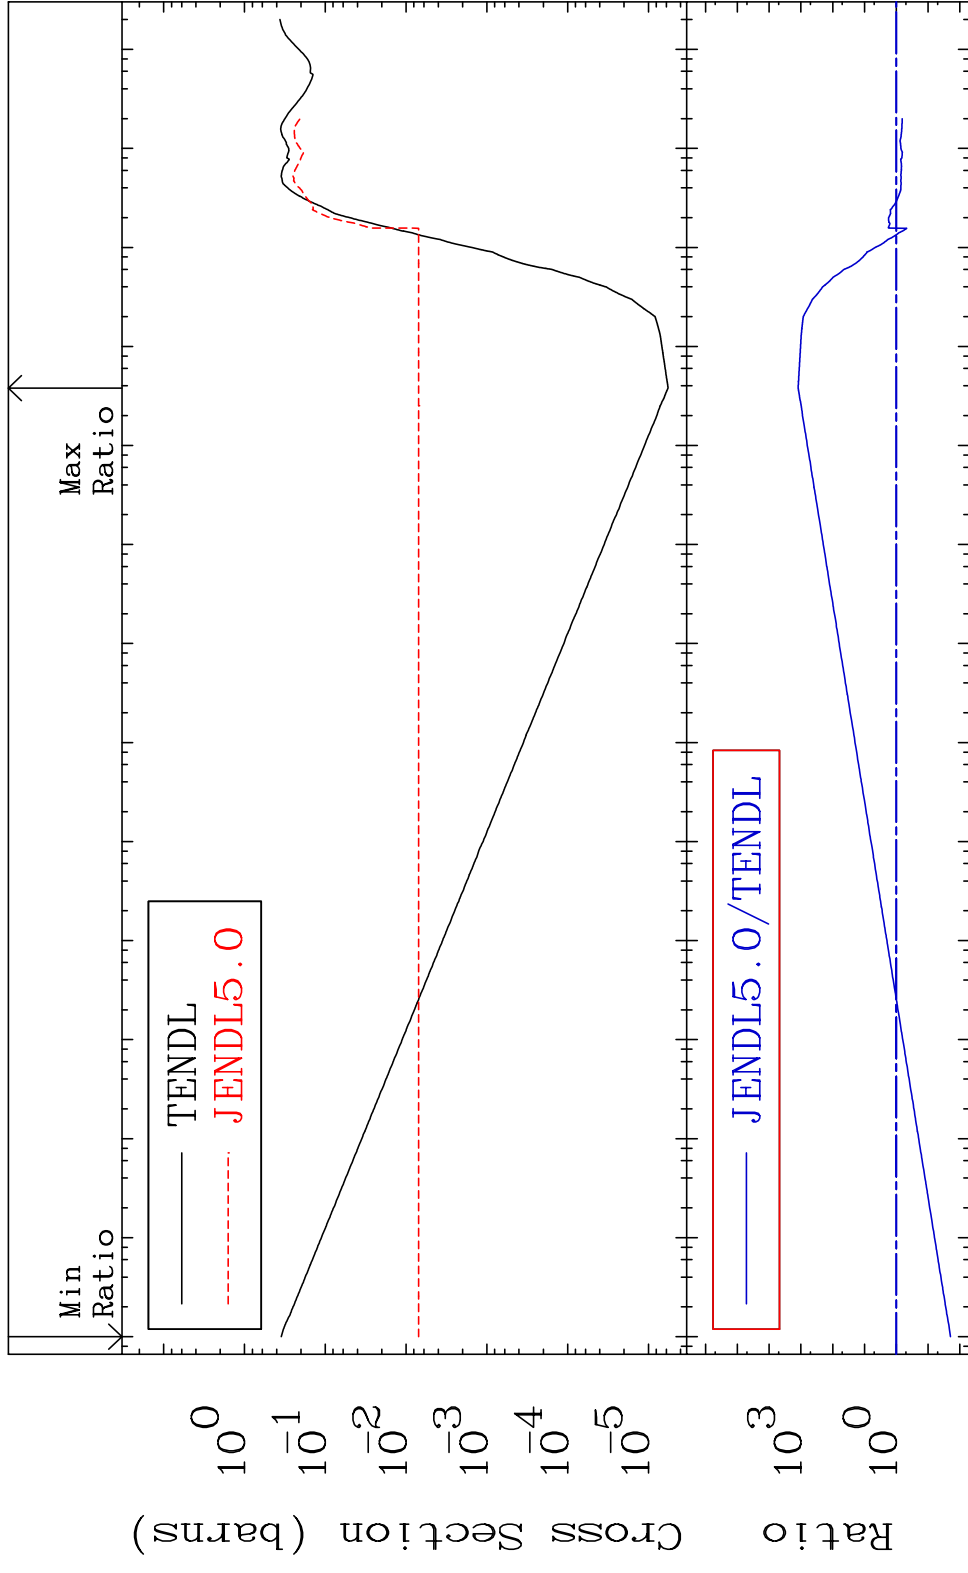 Min
Ratio
Max
Ratio
TENDL
JENDL5.0
10 0
10 -1
10 -2
10 -3
10 -4
10 -5
Cross Section (barns)
JENDL5.0/TENDL
10 3
10 0
Ratio